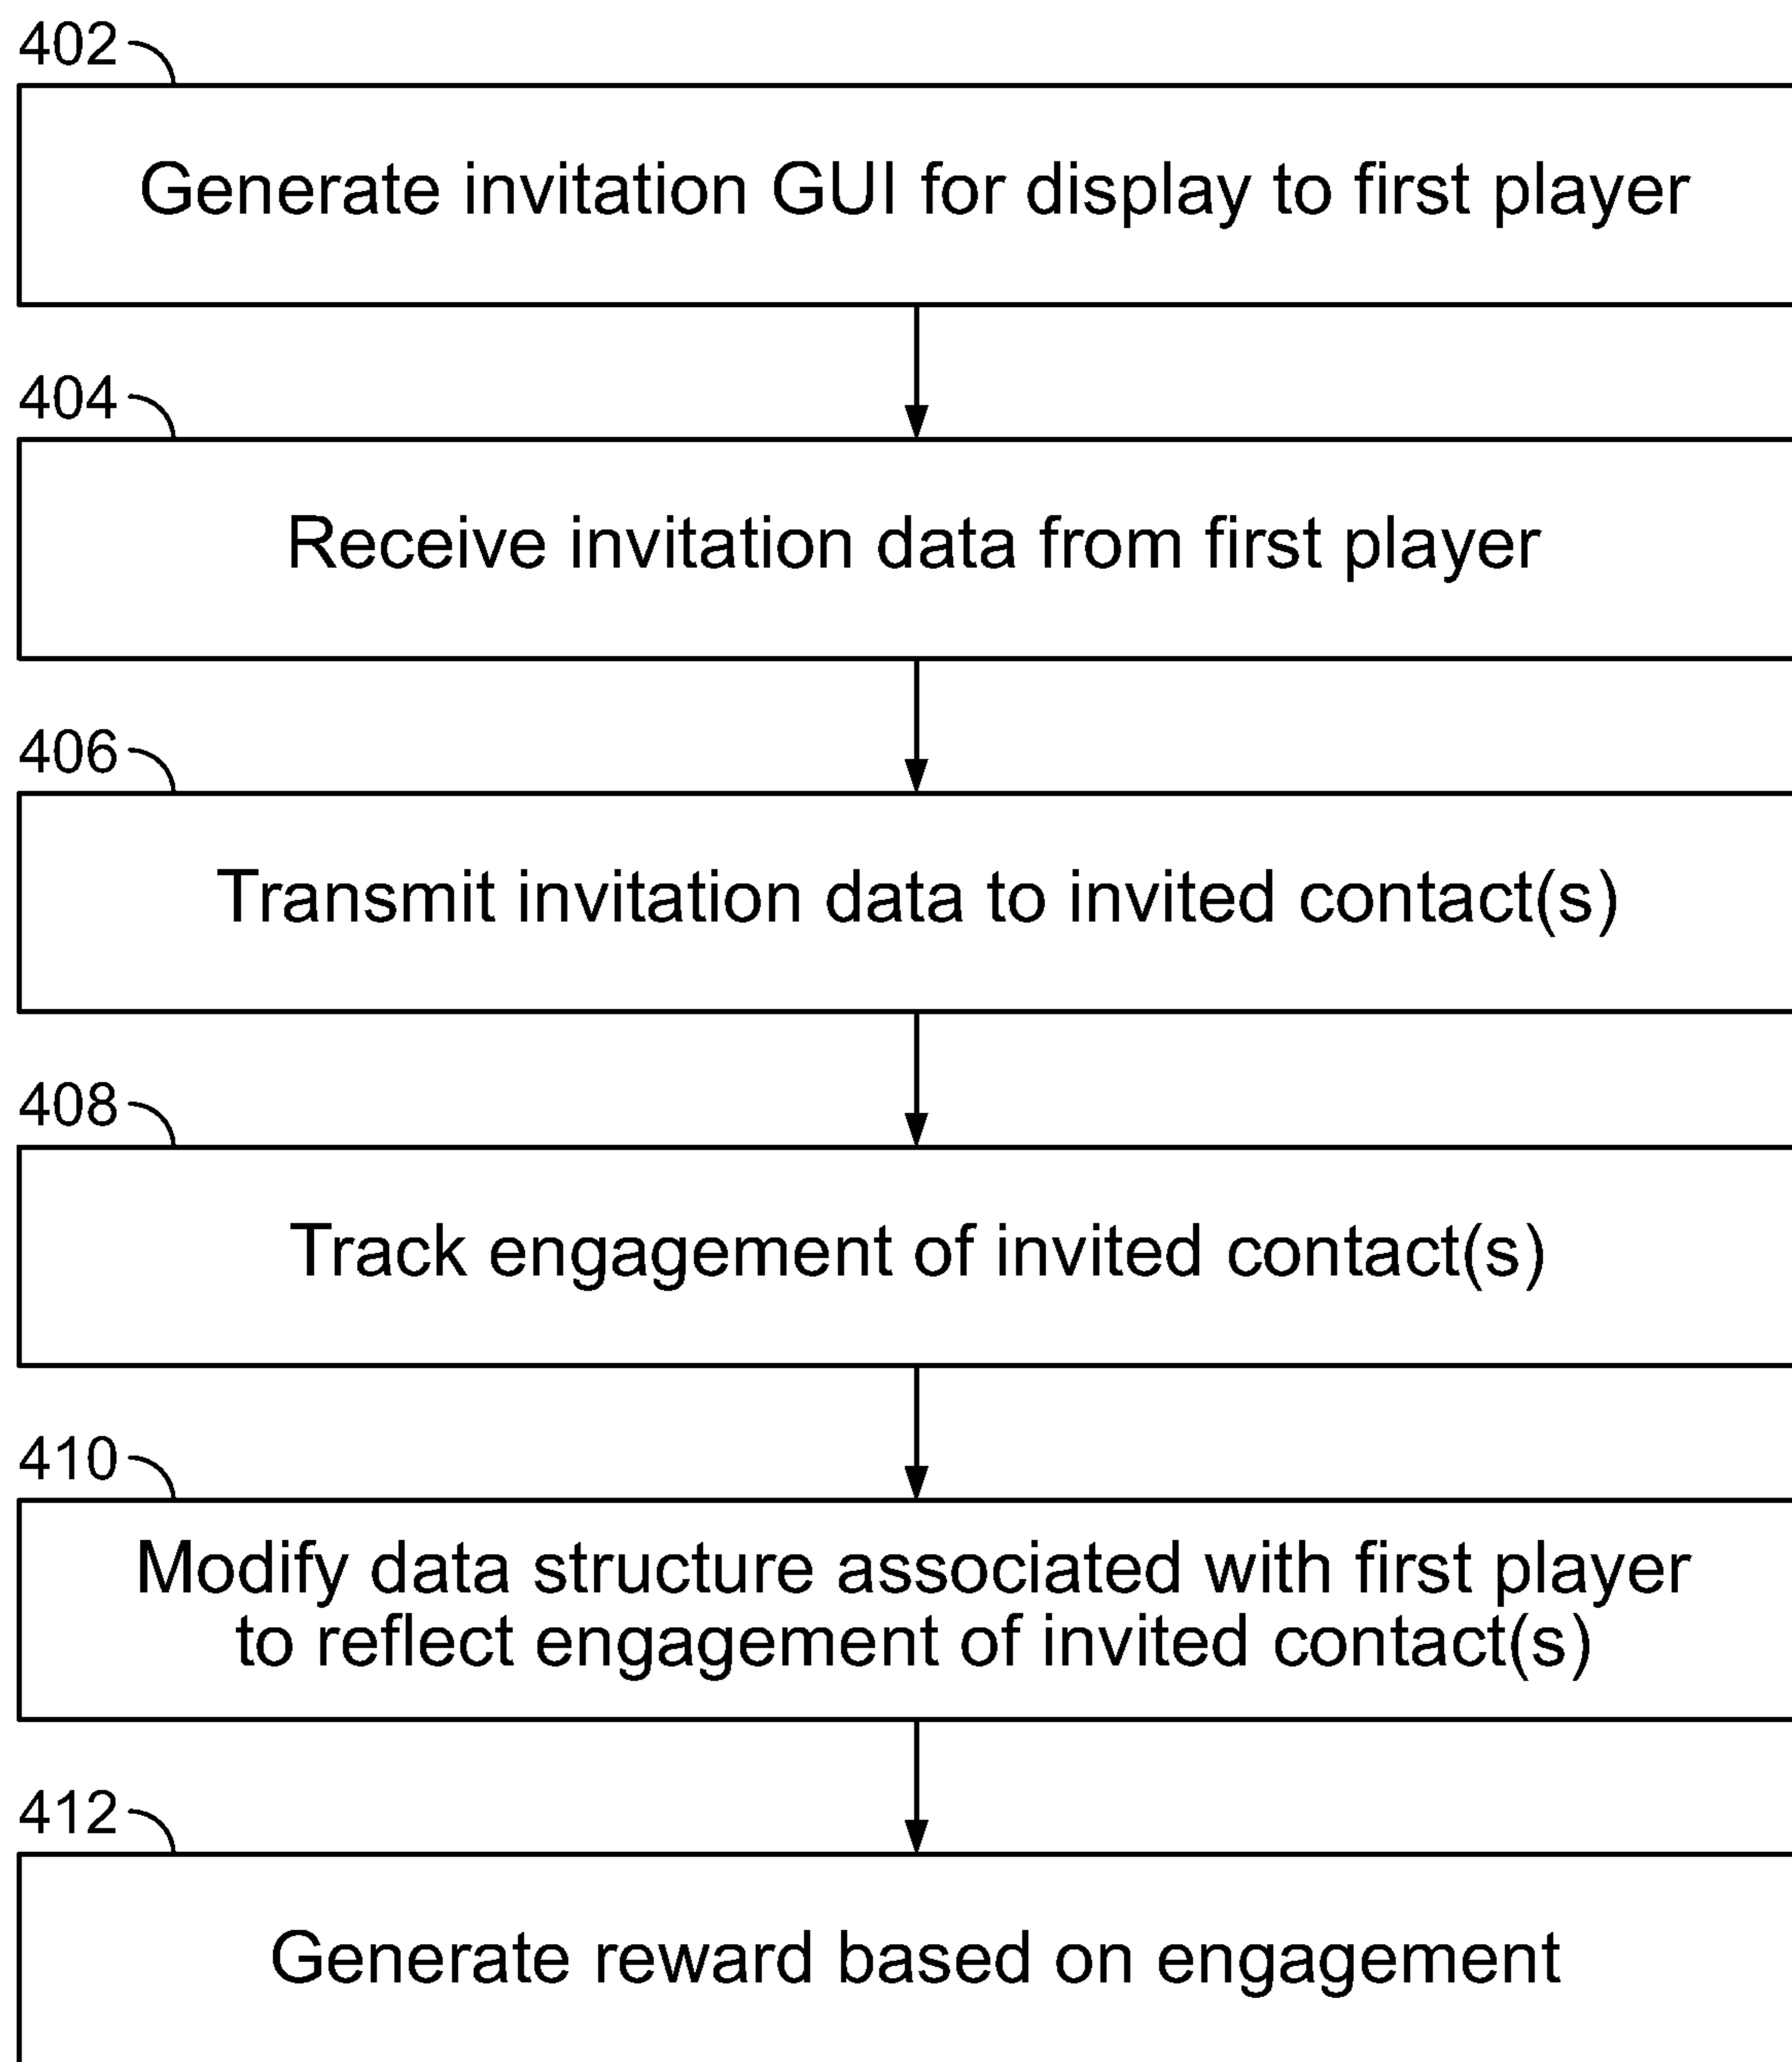 402
Generate invitation GUI for display to first player
404
Receive invitation data from first player
406
Transmit invitation data to invited contact(s)
408
Track engagement of invited contact(s)
410
Modify data structure associated with first player
to reflect engagement of invited contact(s)
412
Generate reward based on engagement